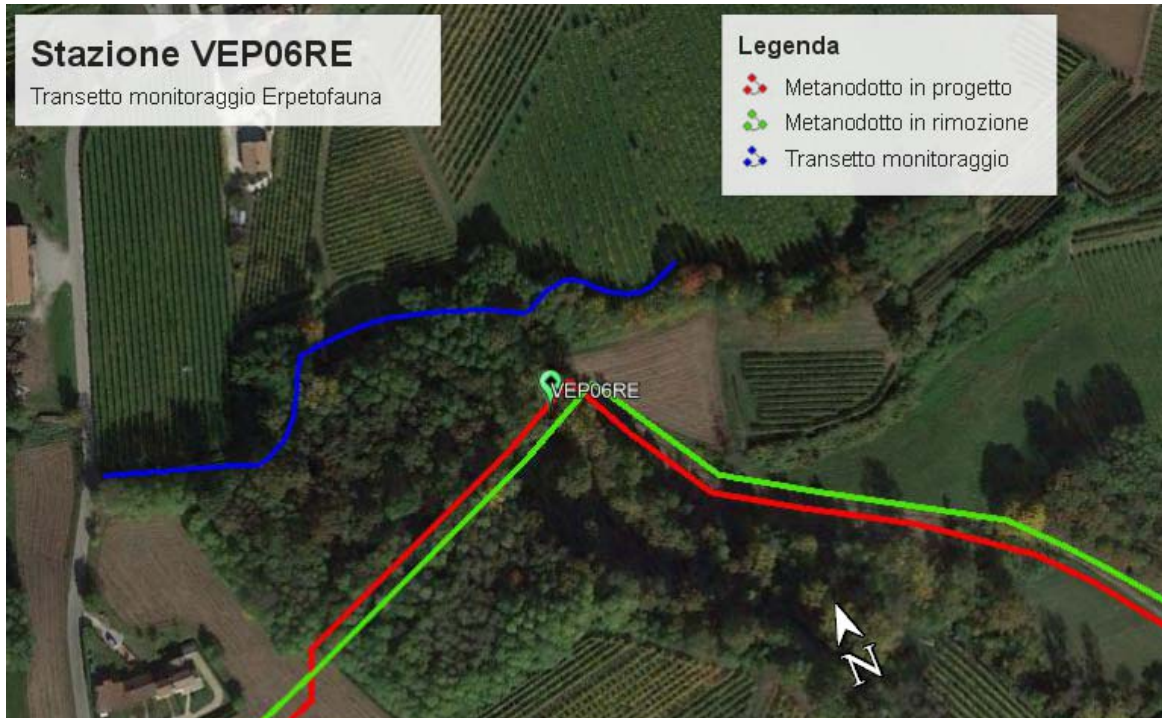 Stazione VEP06RE
Transetto monitoraggio Erpetofauna
Legenda
Metanodotto in progetto
Metanodotto in rimozione
Transetto monitoraggio
VEP06RE
N